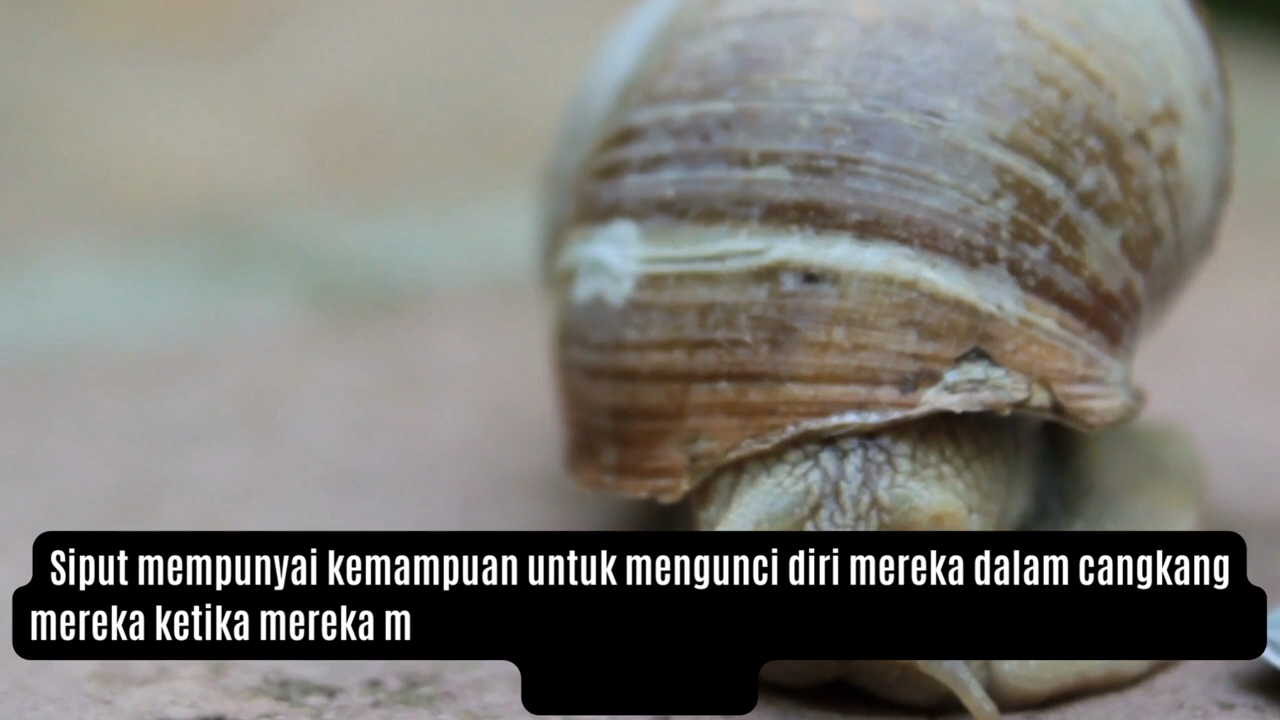 Siput mempunyai kemampuan untuk mengunci diri mereka dalam cangkang
mereka ketika mereka m